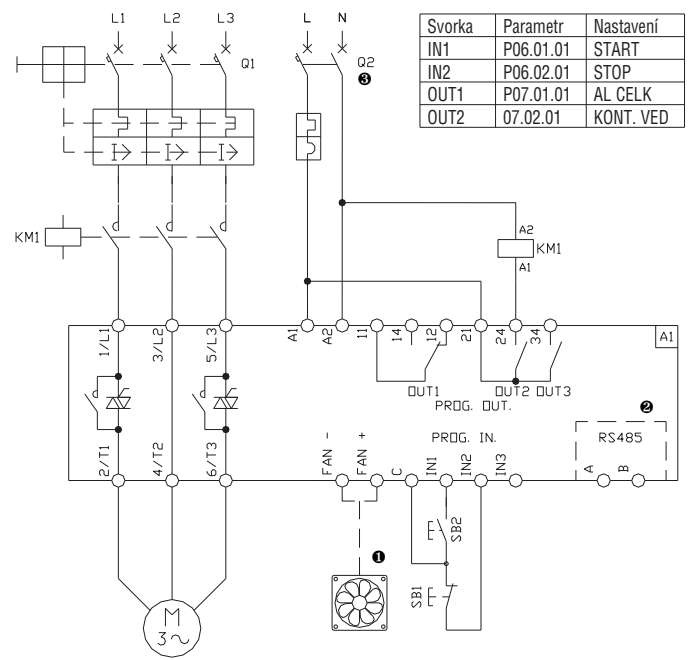 L1 L2 L3 L N
Svorka Parametr Nastavení
IN1 P06.01.01 START
IN2 P06.02.01 STOP
OUT1 P07.01.01 AL CELK
OUT2 07.02.01 KONT. VED
Q1
Q2
❸
I> I> I>
KM1
A2
KM1
A1
1/L1 3/L2 5/L3 A1 A2 11 14 12 21 24 34
A1
OUT1 OUT2 OUT3
PROG. OUT.
❷
PROG. IN.
RS485
2/T1 4/T2 6/T3 FAN - FAN + C IN1 IN2 IN3 A B
SB2
❶
SB1
M
3~